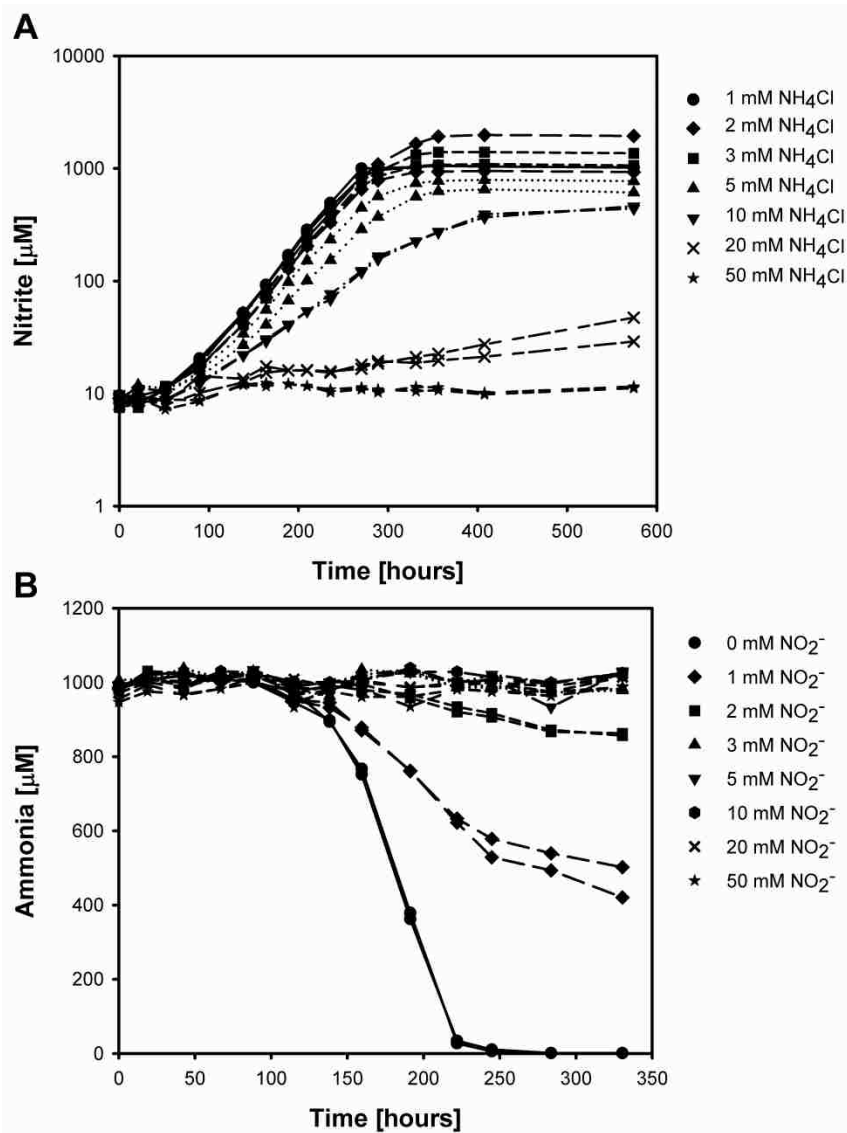 A
10000
1000
100
10
1
Nitrite [µM]
0 100 200 300 400 500 600
Time [hours]
1 mM NH₄Cl
2 mM NH₄Cl
3 mM NH₄Cl
5 mM NH₄Cl
10 mM NH₄Cl
20 mM NH₄Cl
50 mM NH₄Cl
B
1200
1000
800
600
400
200
0
Ammonia [µM]
0 50 100 150 200 250 300 350
Time [hours]
0 mM NO₂⁻
1 mM NO₂⁻
2 mM NO₂⁻
3 mM NO₂⁻
5 mM NO₂⁻
10 mM NO₂⁻
20 mM NO₂⁻
50 mM NO₂⁻